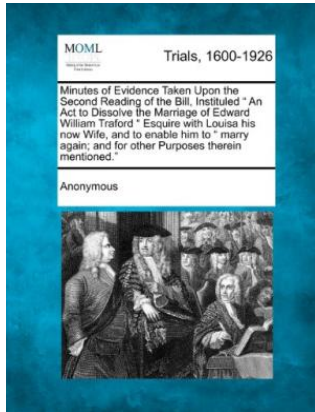 MOML
Trials, 1600-1926
Minutes of Evidence Taken Upon the
Second Reading of the Bill, Instituled " An
Act to Dissolve the Marriage of Edward
William Traford " Esquire with Louisa his
now Wife, and to enable him to " marry
again; and for other Purposes therein
mentioned."
Anonymous